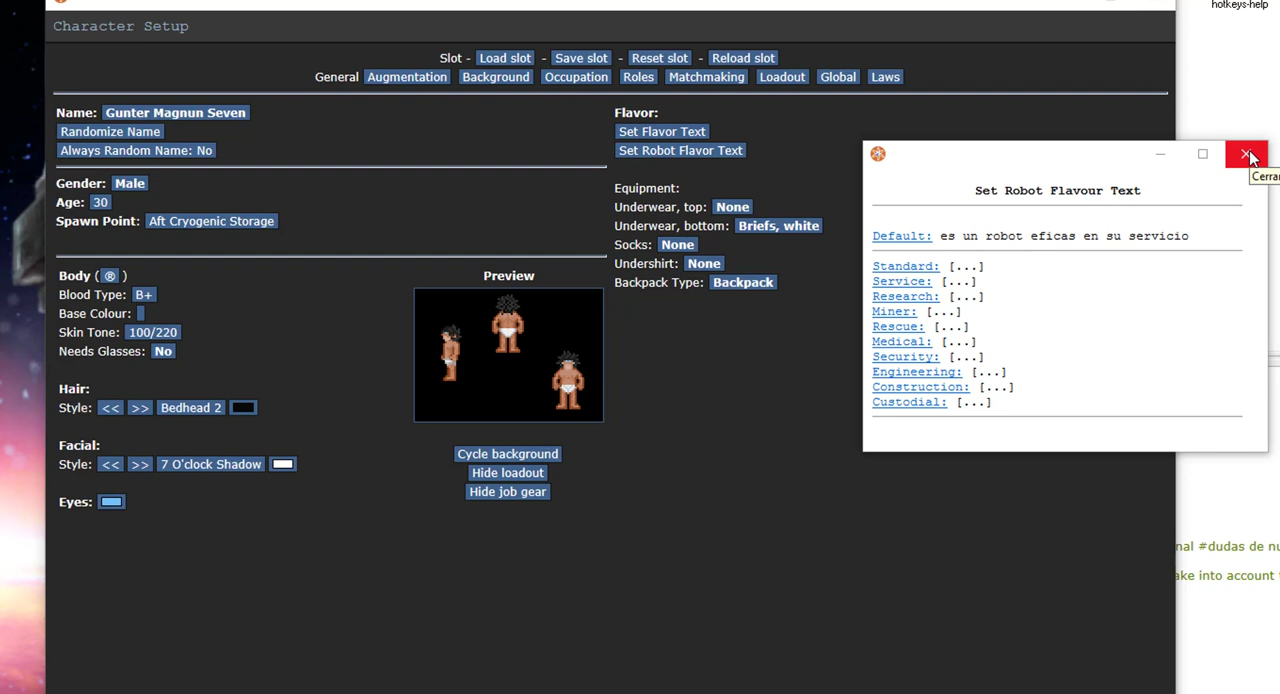 hotkeys-help
Character Setup
Slot - Load slot - Save slot - Reset slot - Reload slot
General Augmentation Background Occupation Roles Matchmaking Loadout Global Laws
Name: Gunter Magnun Seven
Randomize Name
Always Random Name: No
Gender: Male
Age: 30
Spawn Point: Aft Cryogenic Storage
Body ( ® )
Blood Type: B+
Base Colour:
Skin Tone: 100/220
Needs Glasses: No
Hair:
Style: << >> Bedhead 2
Facial:
Style: << >> 7 O'clock Shadow
Eyes:
Preview
Cycle background
Hide loadout
Hide job gear
Flavor:
Set Flavor Text
Set Robot Flavor Text
Equipment:
Underwear, top: None
Underwear, bottom: Briefs, white
Socks: None
Undershirt: None
Backpack Type: Backpack
Set Robot Flavour Text
Default: es un robot eficas en su servicio
Standard: [...]
Service: [...]
Research: [...]
Miner: [...]
Rescue: [...]
Medical: [...]
Security: [...]
Engineering: [...]
Construction: [...]
Custodial: [...]
Cerrar
nal #dudas de nu
ake into account